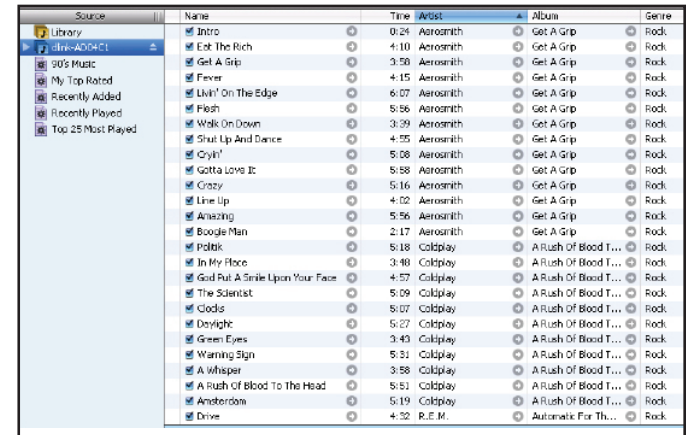 Source Name Time Artist Album Genre
Library Intro 0:24 Aerosmith Get A Grip Rock
dlink-ADD4C1 Eat The Rich 4:10 Aerosmith Get A Grip Rock
90's Music Get A Grip 3:58 Aerosmith Get A Grip Rock
My Top Rated Fever 4:15 Aerosmith Get A Grip Rock
Recently Added Livin' On The Edge 6:07 Aerosmith Get A Grip Rock
Recently Played Flesh 5:56 Aerosmith Get A Grip Rock
Top 25 Most Played Walk On Down 3:39 Aerosmith Get A Grip Rock
Shut Up And Dance 4:55 Aerosmith Get A Grip Rock
Cryin' 5:08 Aerosmith Get A Grip Rock
Gotta Love It 5:58 Aerosmith Get A Grip Rock
Crazy 5:16 Aerosmith Get A Grip Rock
Line Up 4:02 Aerosmith Get A Grip Rock
Amazing 5:56 Aerosmith Get A Grip Rock
Boogie Man 2:17 Aerosmith Get A Grip Rock
Politik 5:18 Coldplay A Rush Of Blood T... Rock
In My Place 3:48 Coldplay A Rush Of Blood T... Rock
God Put A Smile Upon Your Face 4:57 Coldplay A Rush Of Blood T... Rock
The Scientist 5:09 Coldplay A Rush Of Blood T... Rock
Clocks 5:07 Coldplay A Rush Of Blood T... Rock
Daylight 5:27 Coldplay A Rush Of Blood T... Rock
Green Eyes 3:43 Coldplay A Rush Of Blood T... Rock
Warning Sign 5:31 Coldplay A Rush Of Blood T... Rock
A Whisper 3:58 Coldplay A Rush Of Blood T... Rock
A Rush Of Blood To The Head 5:51 Coldplay A Rush Of Blood T... Rock
Amsterdam 5:19 Coldplay A Rush Of Blood T... Rock
Drive 4:32 R.E.M. Automatic For Th... Rock